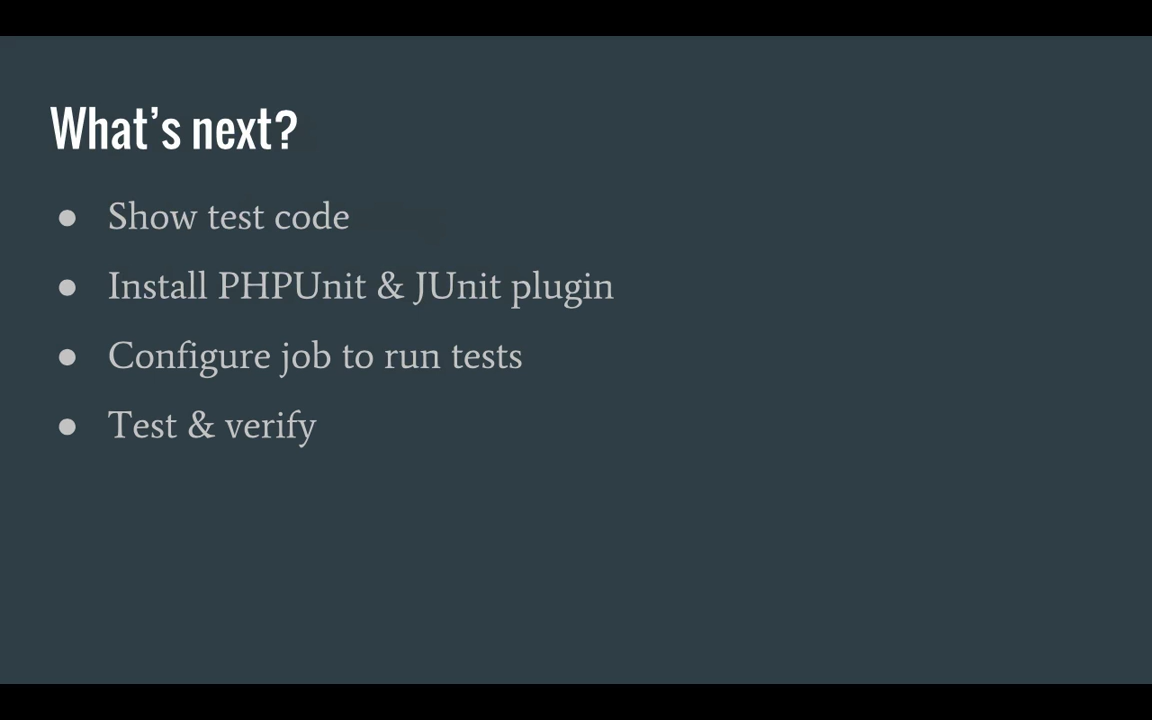 What’s next?
● Show test code
● Install PHPUnit & JUnit plugin
● Configure job to run tests
● Test & verify